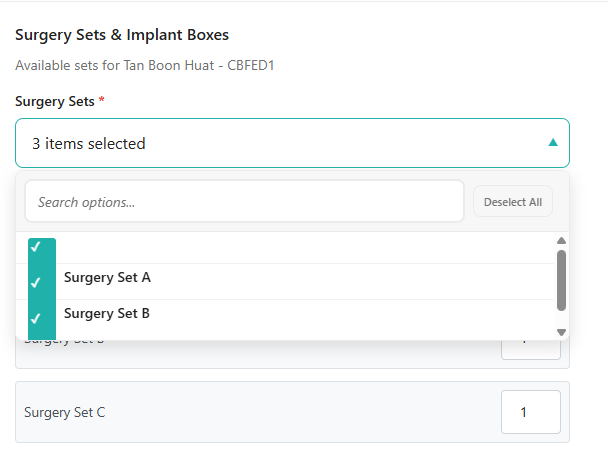 Surgery Sets & Implant Boxes
Available sets for Tan Boon Huat - CBFED1
Surgery Sets *
3 items selected
Search options...
Deselect All
Surgery Set A
Surgery Set B
Surgery Set B
Surgery Set C
1